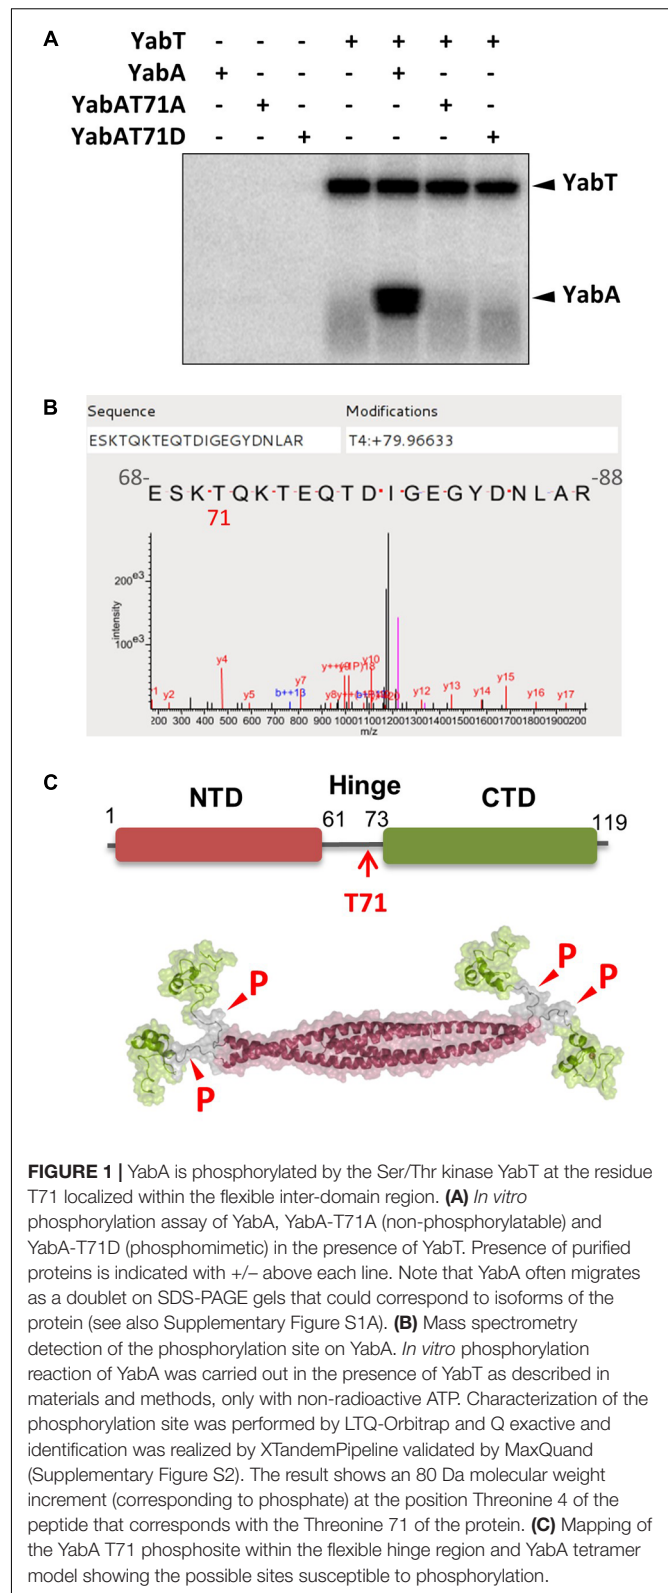 A
YabT - - - + + + +
YabA + - - - + - -
YabAT71A - + - - - + -
YabAT71D - - + - - - +
YabT
YabA
B
Sequence Modifications
ESKTQKTEQTDIGEGYDNLAR T4:+79.96633
68- E S K T Q K T E Q T D I G E G Y D N L A R -88
71
intensity
200e3
100e3
y2 y4 y5 b++13 y7 y8 y10 y12 y13 y14 y15 y16 y17
200 300 400 500 600 700 800 900 1000 1100 1200 1300 1400 1500 1600 1700 1800 1900 2000
m/z
C
NTD Hinge CTD
1 61 73 119
T71
P P P P
FIGURE 1 | YabA is phosphorylated by the Ser/Thr kinase YabT at the residue
T71 localized within the flexible inter-domain region. (A) In vitro
phosphorylation assay of YabA, YabA-T71A (non-phosphorylatable) and
YabA-T71D (phosphomimetic) in the presence of YabT. Presence of purified
proteins is indicated with +/– above each line. Note that YabA often migrates
as a doublet on SDS-PAGE gels that could correspond to isoforms of the
protein (see also Supplementary Figure S1A). (B) Mass spectrometry
detection of the phosphorylation site on YabA. In vitro phosphorylation
reaction of YabA was carried out in the presence of YabT as described in
materials and methods, only with non-radioactive ATP. Characterization of the
phosphorylation site was performed by LTQ-Orbitrap and Q exactive and
identification was realized by XTandemPipeline validated by MaxQuand
(Supplementary Figure S2). The result shows an 80 Da molecular weight
increment (corresponding to phosphate) at the position Threonine 4 of the
peptide that corresponds with the Threonine 71 of the protein. (C) Mapping of
the YabA T71 phosphosite within the flexible hinge region and YabA tetramer
model showing the possible sites susceptible to phosphorylation.